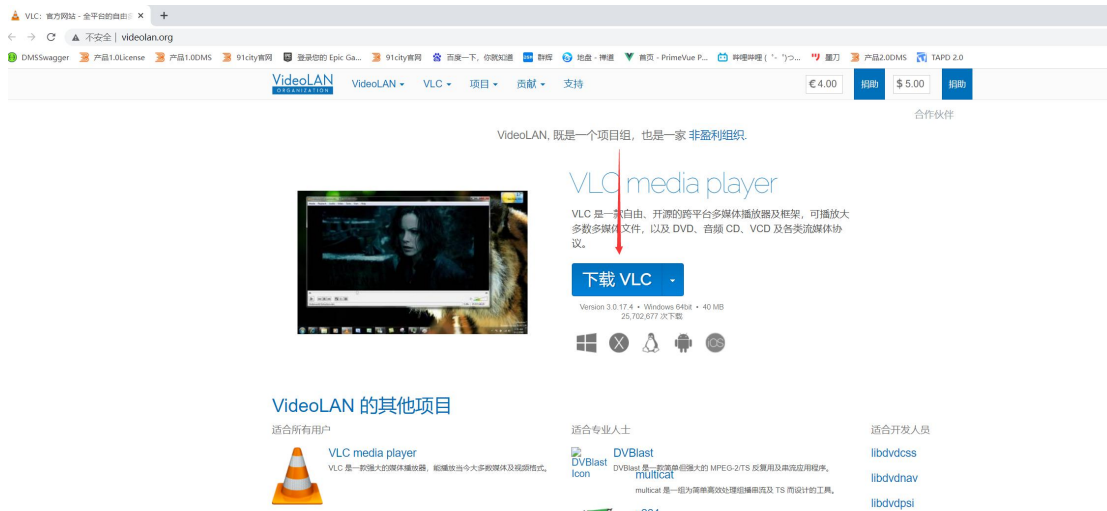 VLC: 官方网站 - 全平台的自由
不安全 | videolan.org
DMSSwagger 产品1.0License 产品1.0DMS 91city官网 登录您的 Epic Ga... 91city官网 百度一下，你就知道 群辉 地盘 - 禅道 首页 - PrimeVue P... 哔哩哔哩 ( ゜- ゜)つ... 墨刀 产品2.0DMS TAPD 2.0
VideoLAN
ORGANIZATION
VideoLAN VLC 项目 贡献 支持 € 4.00 捐助 $ 5.00 捐助
合作伙伴
VideoLAN, 既是一个项目组，也是一家 非盈利组织.
VLC media player
VLC 是一款自由、开源的跨平台多媒体播放器及框架，可播放大
多数多媒体文件，以及 DVD、音频 CD、VCD 及各类流媒体协
议。
下载 VLC
Version 3.0.17.4 • Windows 64bit • 40 MB
25,702,677 次下载
iOS
VideoLAN 的其他项目
适合所有用户
VLC media player
VLC 是一款强大的媒体播放器，能播放当今大多数媒体及视频格式。
适合专业人士
DVBlast Icon
DVBlast
DVBlast 是一款简单但强大的 MPEG-2/TS 反复用及串流应用程序。
multicat
multicat 是一组为简单高效处理组播串流及 TS 而设计的工具。
适合开发人员
libdvdcss
libdvdnav
libdvdpsi